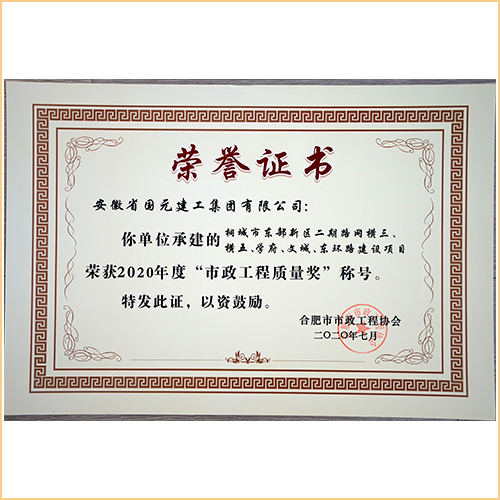 荣誉证书
安徽省国元建工集团有限公司：
你单位承建的桐城市东部新区二期路网横三、
横五、学府、文城、东环路建设项目
荣获2020年度“市政工程质量奖”称号。
特发此证，以资鼓励。
合肥市市政工程协会
二〇二〇年七月